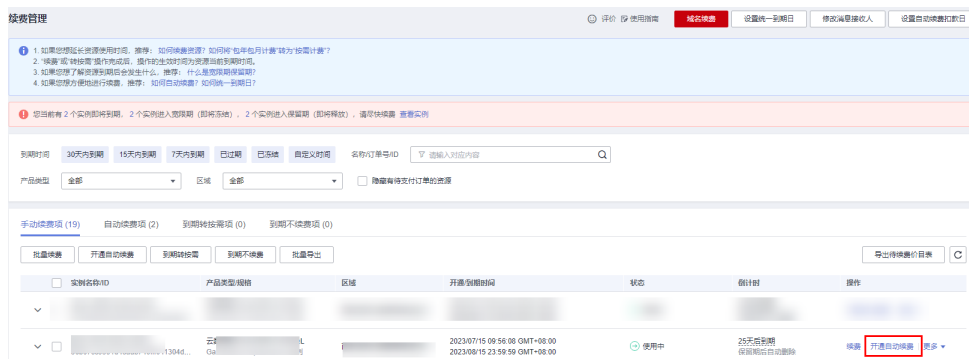 续费管理
评价 使用指南 域名续费 设置统一到期日 修改消息接收人 设置自动续费扣款日
1. 如果您想延长资源使用时间，推荐： 如何续费资源？如何将"包年包月计费"转为"按需计费"？
2. "续费"或"转按需"操作完成后，操作的生效时间为资源当前到期时间。
3. 如果您想了解资源到期后会发生什么，推荐： 什么是宽限期保留期？
4. 如果您想方便地进行续费，推荐： 如何自动续费？如何统一到期日？
您当前有 2 个实例即将到期，2 个实例进入宽限期（即将冻结），2 个实例进入保留期（即将释放），请尽快续费 查看实例
到期时间 30天内到期 15天内到期 7天内到期 已过期 已冻结 自定义时间 名称/订单号/ID 请输入对应内容
产品类型 全部 区域 全部 隐藏有待支付订单的资源
手动续费项 (19) 自动续费项 (2) 到期转按需项 (0) 到期不续费项 (0)
批量续费 开通自动续费 到期转按需 到期不续费 批量导出 导出待续费价目表
实例名称/ID 产品类型/规格 区域 开通/到期时间 状态 倒计时 操作
2023/07/15 09:56:08 GMT+08:00 使用中 25天后到期 续费 开通自动续费 更多
2023/08/15 23:59:59 GMT+08:00 保留期后自动删除